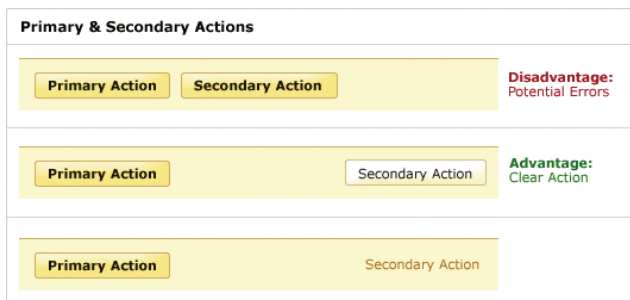 Primary & Secondary Actions
Primary Action Secondary Action
Disadvantage:
Potential Errors
Primary Action Secondary Action
Advantage:
Clear Action
Primary Action Secondary Action